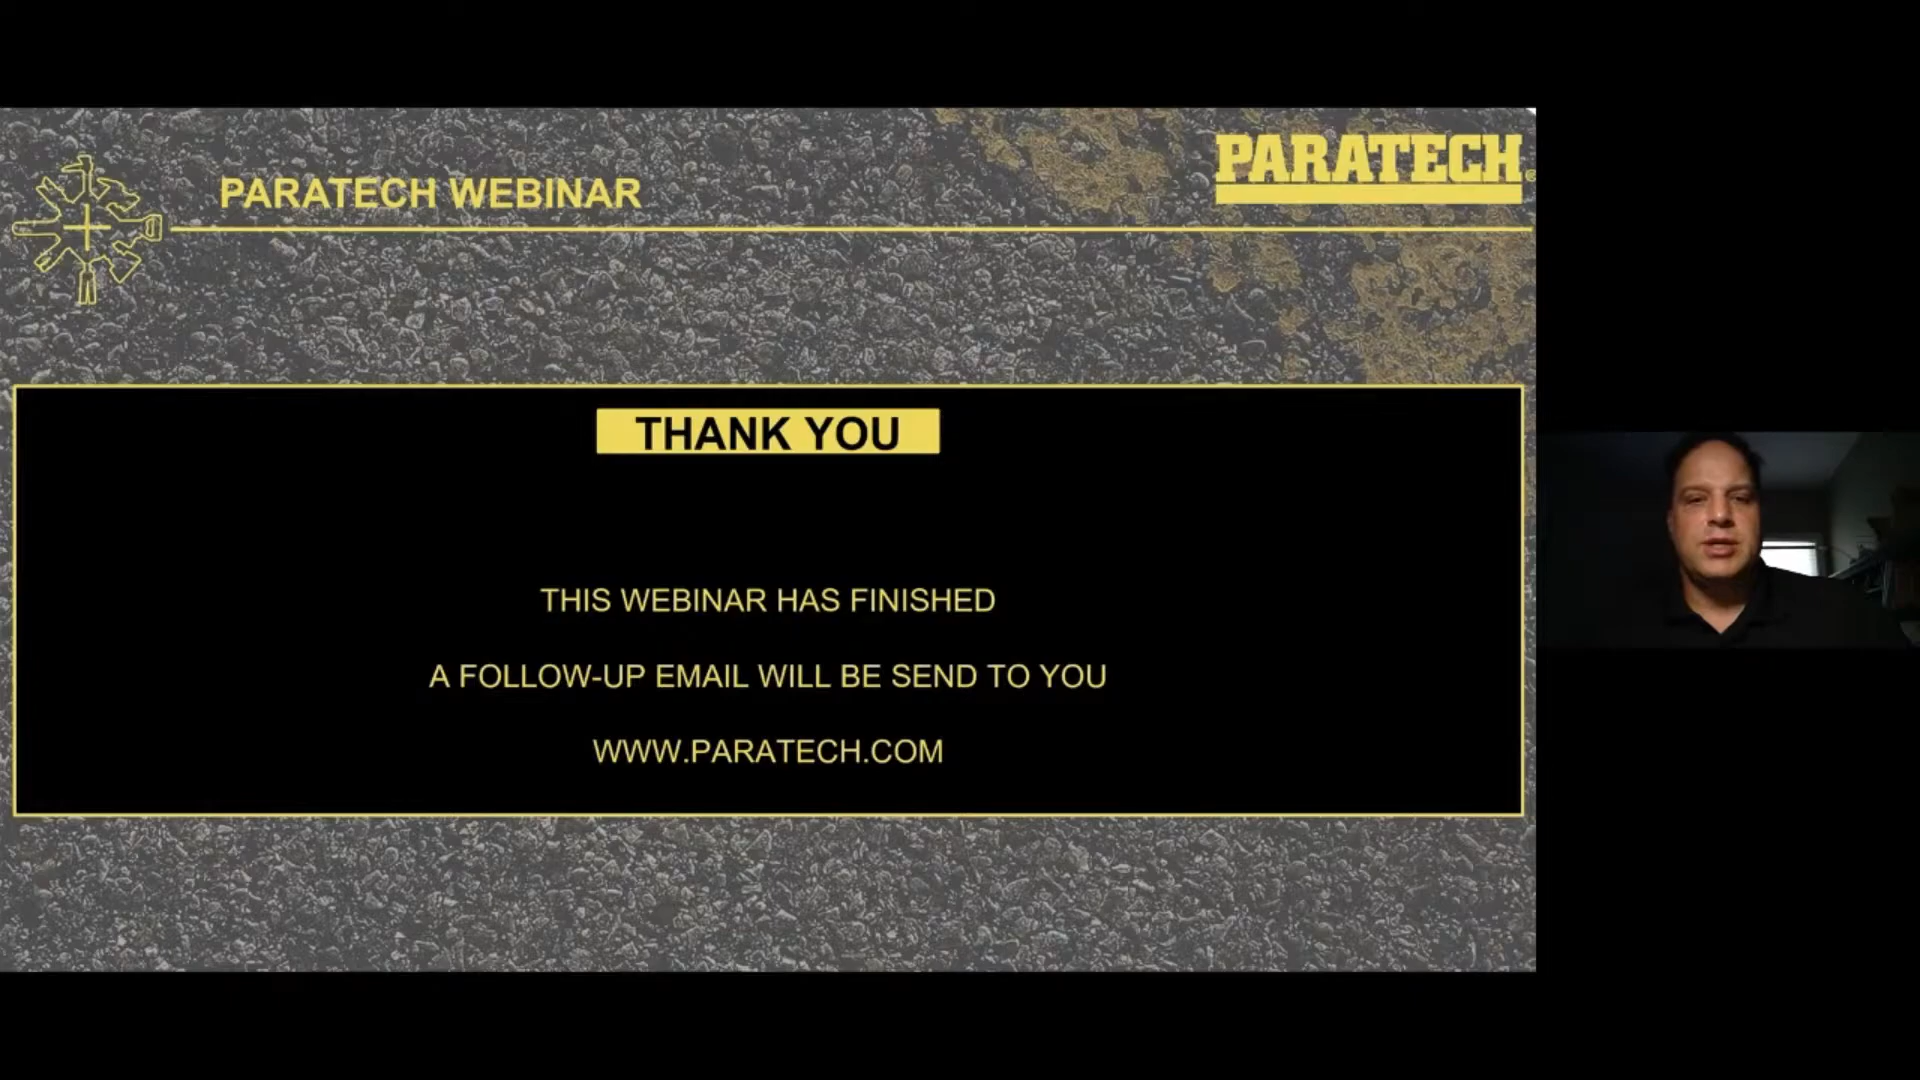 PARATECH
PARATECH WEBINAR
THANK YOU
THIS WEBINAR HAS FINISHED
A FOLLOW-UP EMAIL WILL BE SEND TO YOU
WWW.PARATECH.COM